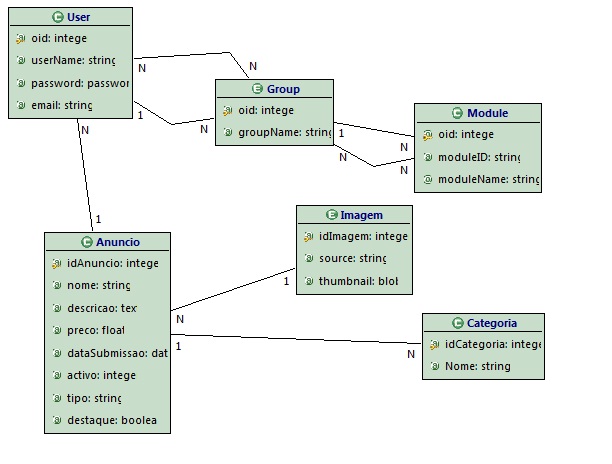 User
oid: intege
userName: string
password: passwor
email: string
N
N
1
N
Group
oid: intege
groupName: string
1
N
N
N
Module
oid: intege
moduleID: string
moduleName: string
N
1
Anuncio
idAnuncio: intege
nome: string
descricao: tex
preco: float
dataSubmissao: dat
activo: intege
tipo: string
destaque: boolea
Imagem
idImagem: intege
source: string
thumbnail: blob
1
N
1
N
Categoria
idCategoria: intege
Nome: string